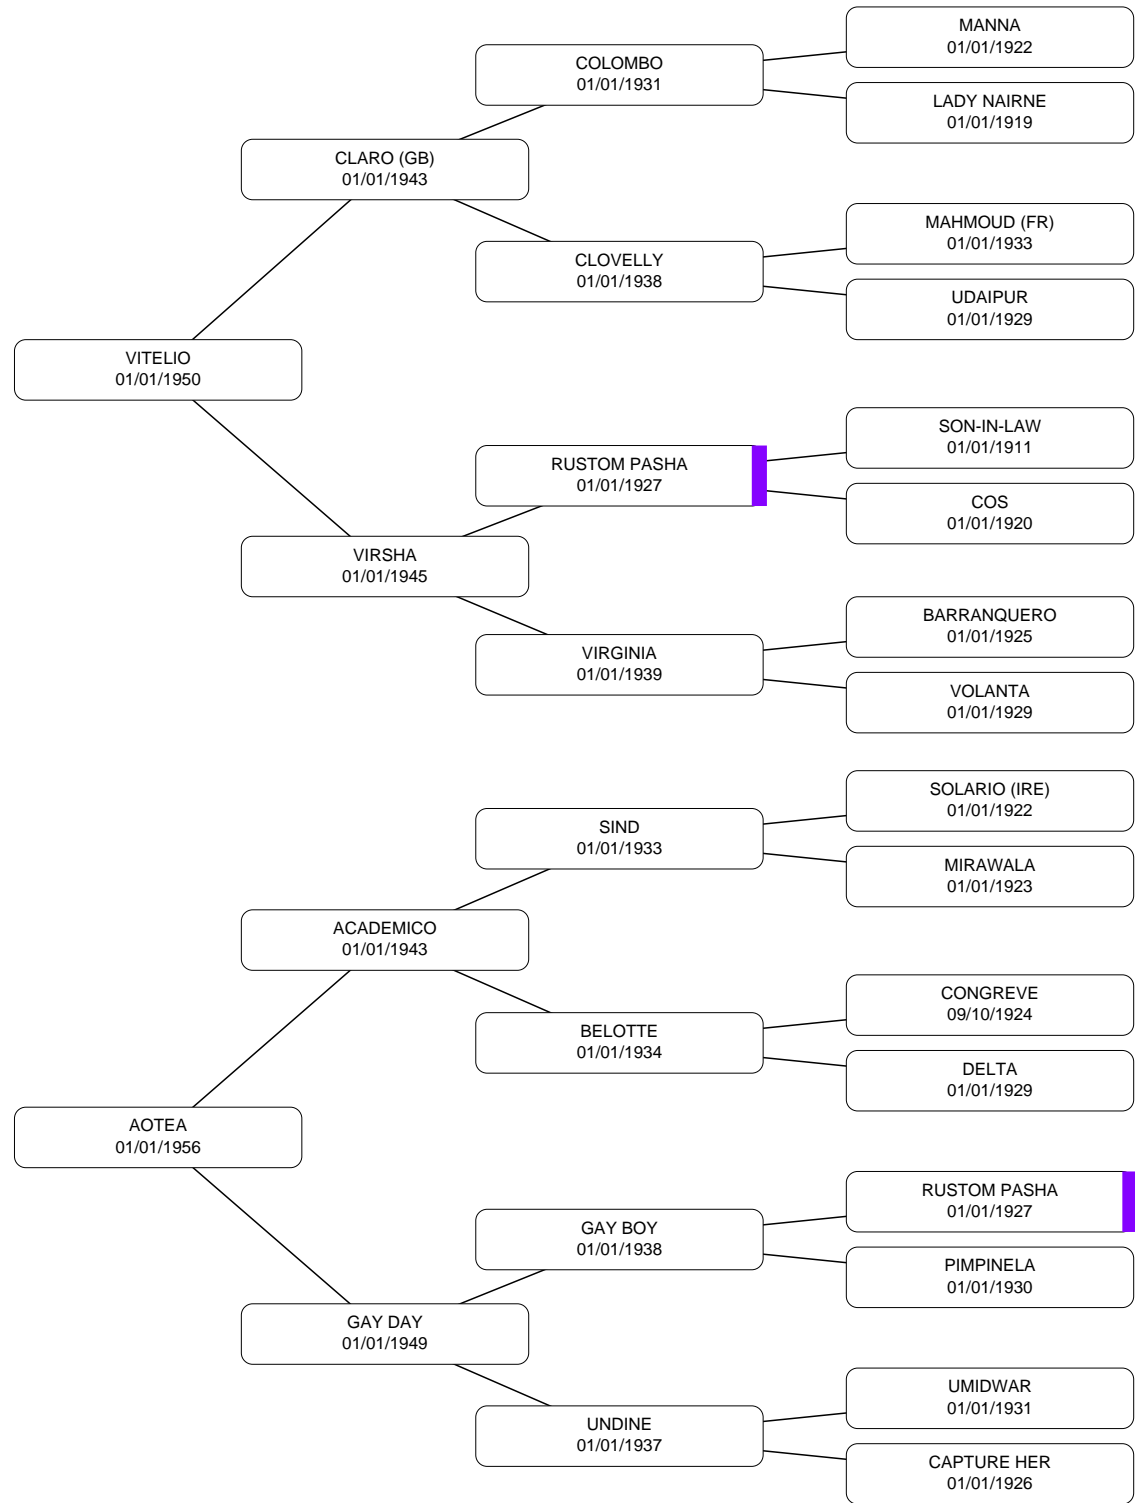 MANNA
01/01/1922
COLOMBO
01/01/1931
LADY NAIRNE
01/01/1919
CLARO (GB)
01/01/1943
MAHMOUD (FR)
01/01/1933
CLOVELLY
01/01/1938
UDAIPUR
01/01/1929
VITELIO
01/01/1950
SON-IN-LAW
01/01/1911
RUSTOM PASHA
01/01/1927
COS
01/01/1920
VIRSHA
01/01/1945
BARRANQUERO
01/01/1925
VIRGINIA
01/01/1939
VOLANTA
01/01/1929
SOLARIO (IRE)
01/01/1922
SIND
01/01/1933
MIRAWALA
01/01/1923
ACADEMICO
01/01/1943
CONGREVE
09/10/1924
BELOTTE
01/01/1934
DELTA
01/01/1929
AOTEA
01/01/1956
RUSTOM PASHA
01/01/1927
GAY BOY
01/01/1938
PIMPINELA
01/01/1930
GAY DAY
01/01/1949
UMIDWAR
01/01/1931
UNDINE
01/01/1937
CAPTURE HER
01/01/1926